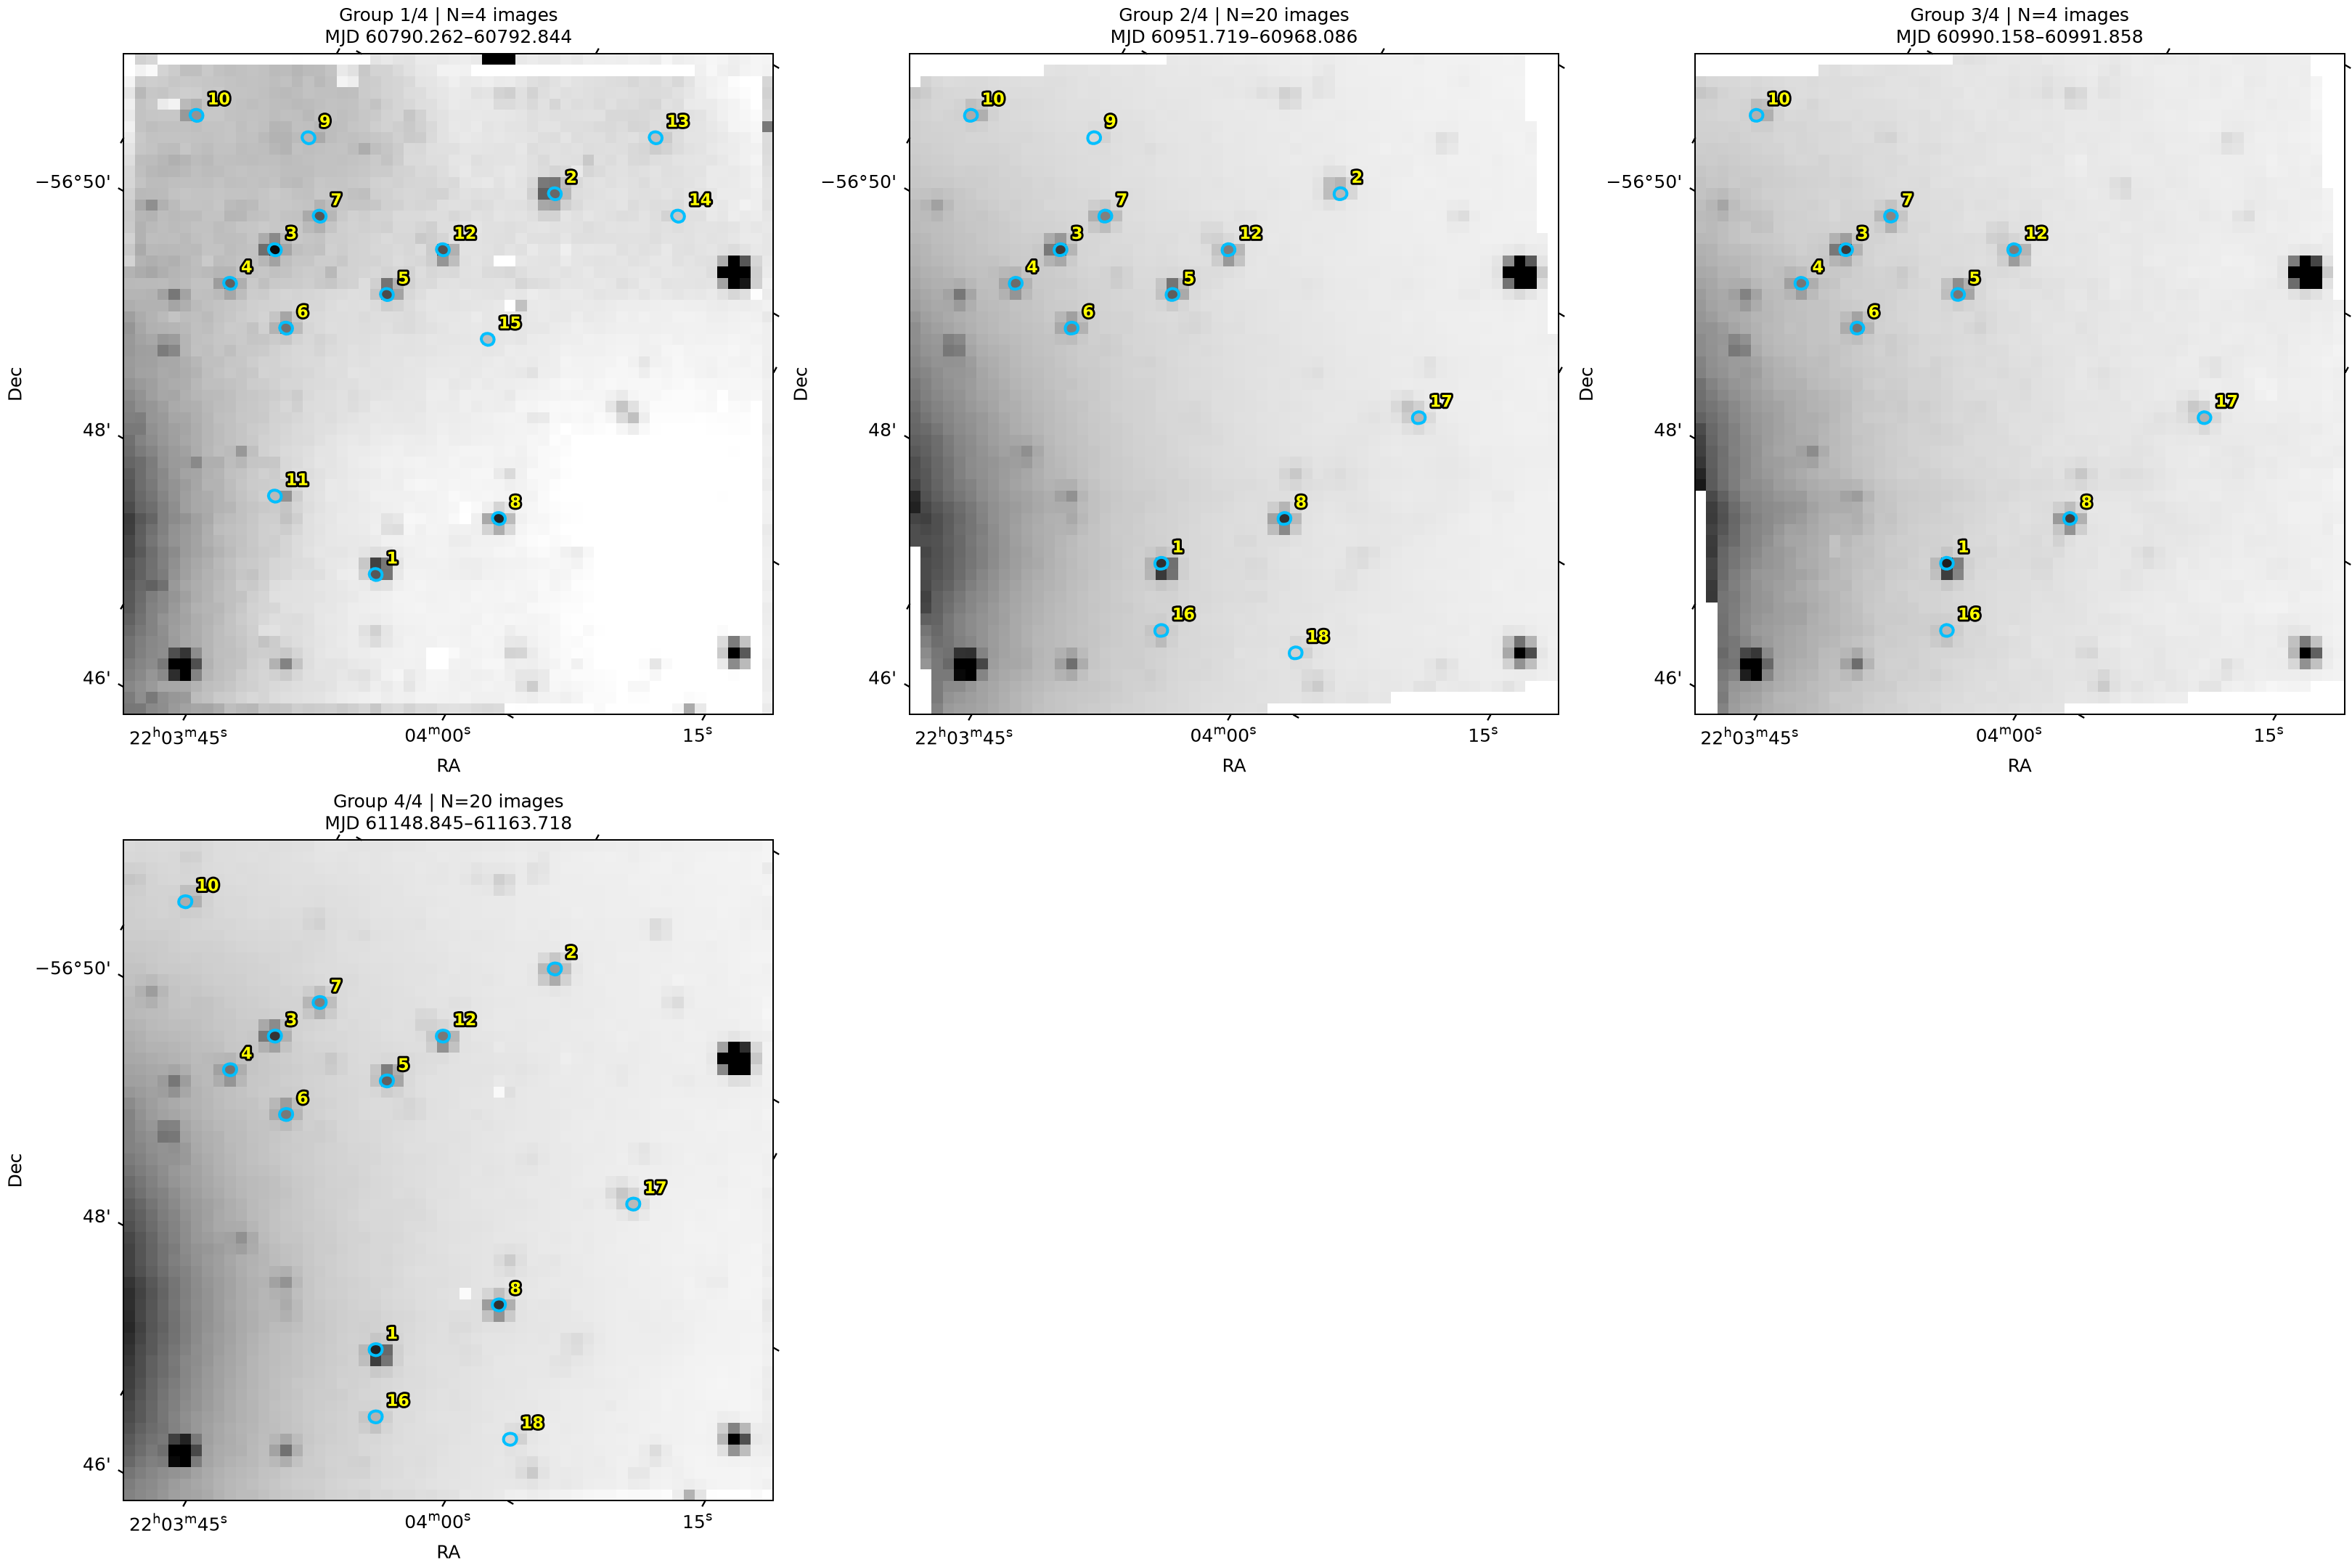 Group 1/4 | N=4 images
MJD 60790.262–60792.844
10
9
13
2
14
7
12
3
4
5
6
15
11
8
1
−56°50'
48'
46'
Dec
22h03m45s
04m00s
15s
RA
Group 2/4 | N=20 images
MJD 60951.719–60968.086
10
9
2
7
12
3
4
5
6
17
8
1
16
18
−56°50'
48'
46'
Dec
22h03m45s
04m00s
15s
RA
Group 3/4 | N=4 images
MJD 60990.158–60991.858
10
7
12
3
4
5
6
17
8
1
16
−56°50'
48'
46'
Dec
22h03m45s
04m00s
15s
RA
Group 4/4 | N=20 images
MJD 61148.845–61163.718
10
2
7
12
3
4
5
6
17
8
1
16
18
−56°50'
48'
46'
Dec
22h03m45s
04m00s
15s
RA